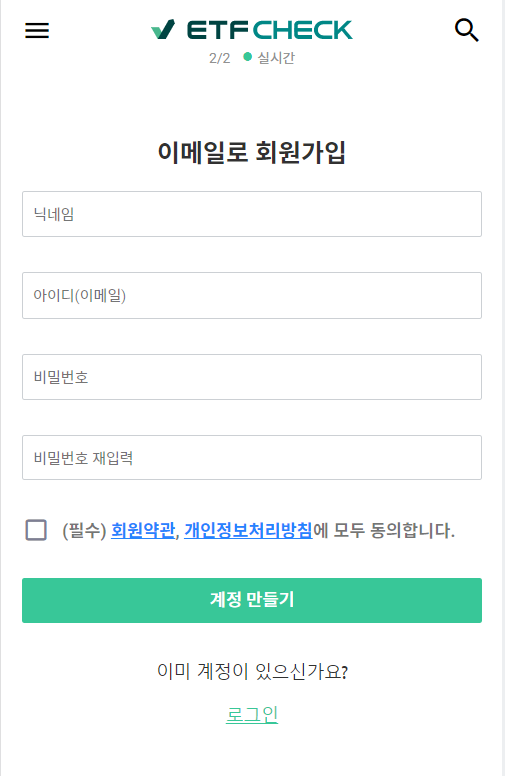 ETFCHECK
2/2 실시간
이메일로 회원가입
닉네임
아이디(이메일)
비밀번호
비밀번호 재입력
(필수) 회원약관, 개인정보처리방침에 모두 동의합니다.
계정 만들기
이미 계정이 있으신가요?
로그인